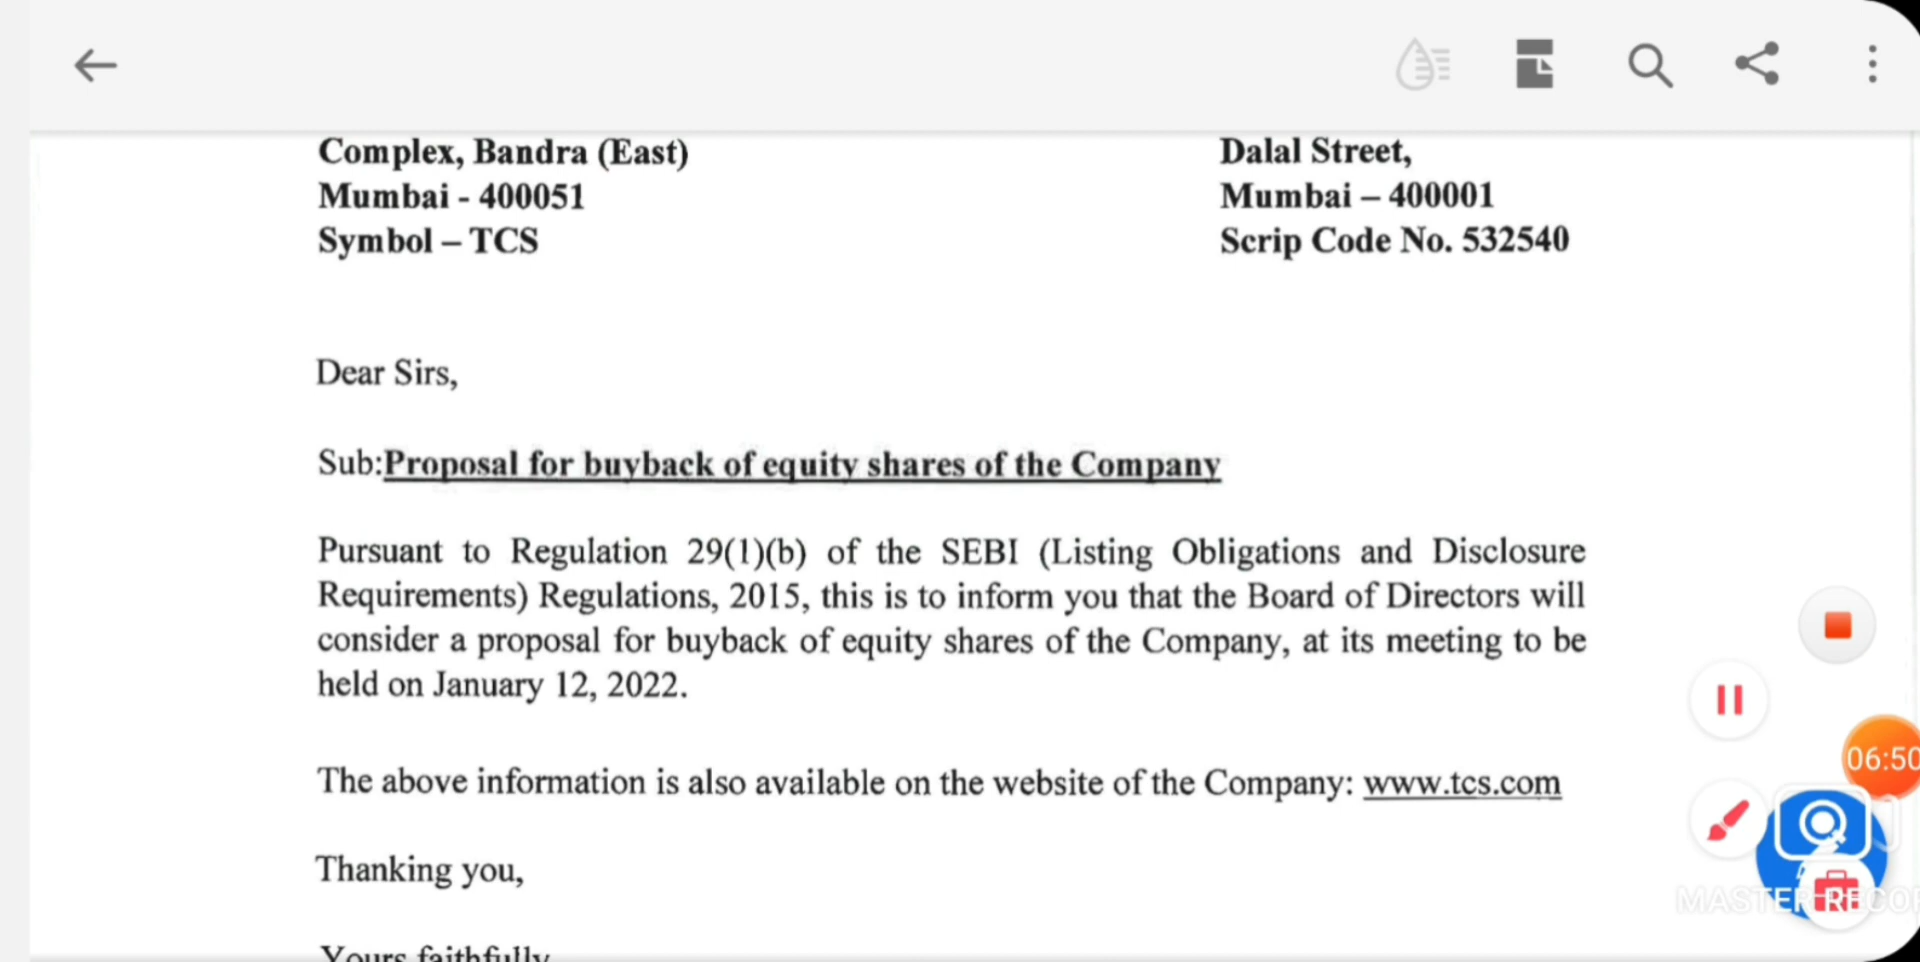 Complex, Bandra (East)
Mumbai - 400051
Symbol – TCS
Dalal Street,
Mumbai – 400001
Scrip Code No. 532540
Dear Sirs,
Sub:Proposal for buyback of equity shares of the Company
Pursuant to Regulation 29(1)(b) of the SEBI (Listing Obligations and Disclosure
Requirements) Regulations, 2015, this is to inform you that the Board of Directors will
consider a proposal for buyback of equity shares of the Company, at its meeting to be
held on January 12, 2022.
The above information is also available on the website of the Company: www.tcs.com
Thanking you,
Yours faithfully
06:50
MASTER RECOR